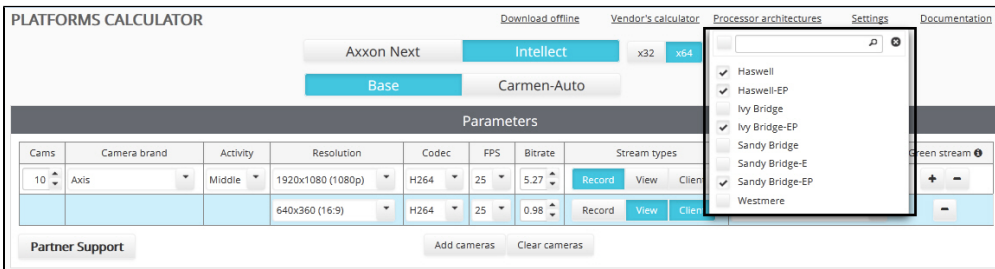 PLATFORMS CALCULATOR
Download offline Vendor's calculator Processor architectures Settings Documentation
Axxon Next Intellect x32 x64
Base Carmen-Auto
Haswell
Haswell-EP
Ivy Bridge
Ivy Bridge-EP
Sandy Bridge
Sandy Bridge-E
Sandy Bridge-EP
Westmere
Parameters
Cams Camera brand Activity Resolution Codec FPS Bitrate Stream types Green stream
10 Axis Middle 1920x1080 (1080p) H264 25 5.27 Record View Client + -
640x360 (16:9) H264 25 0.98 Record View Client -
Partner Support Add cameras Clear cameras